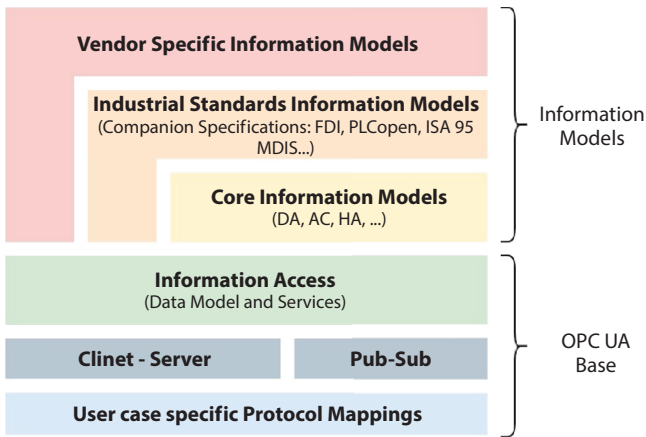 Vendor Specific Information Models
Industrial Standards Information Models
(Companion Specifications: FDI, PLCopen, ISA 95
MDIS...)
Core Information Models
(DA, AC, HA, ...)
Information
Models
Information Access
(Data Model and Services)
Clinet - Server
Pub-Sub
User case specific Protocol Mappings
OPC UA
Base